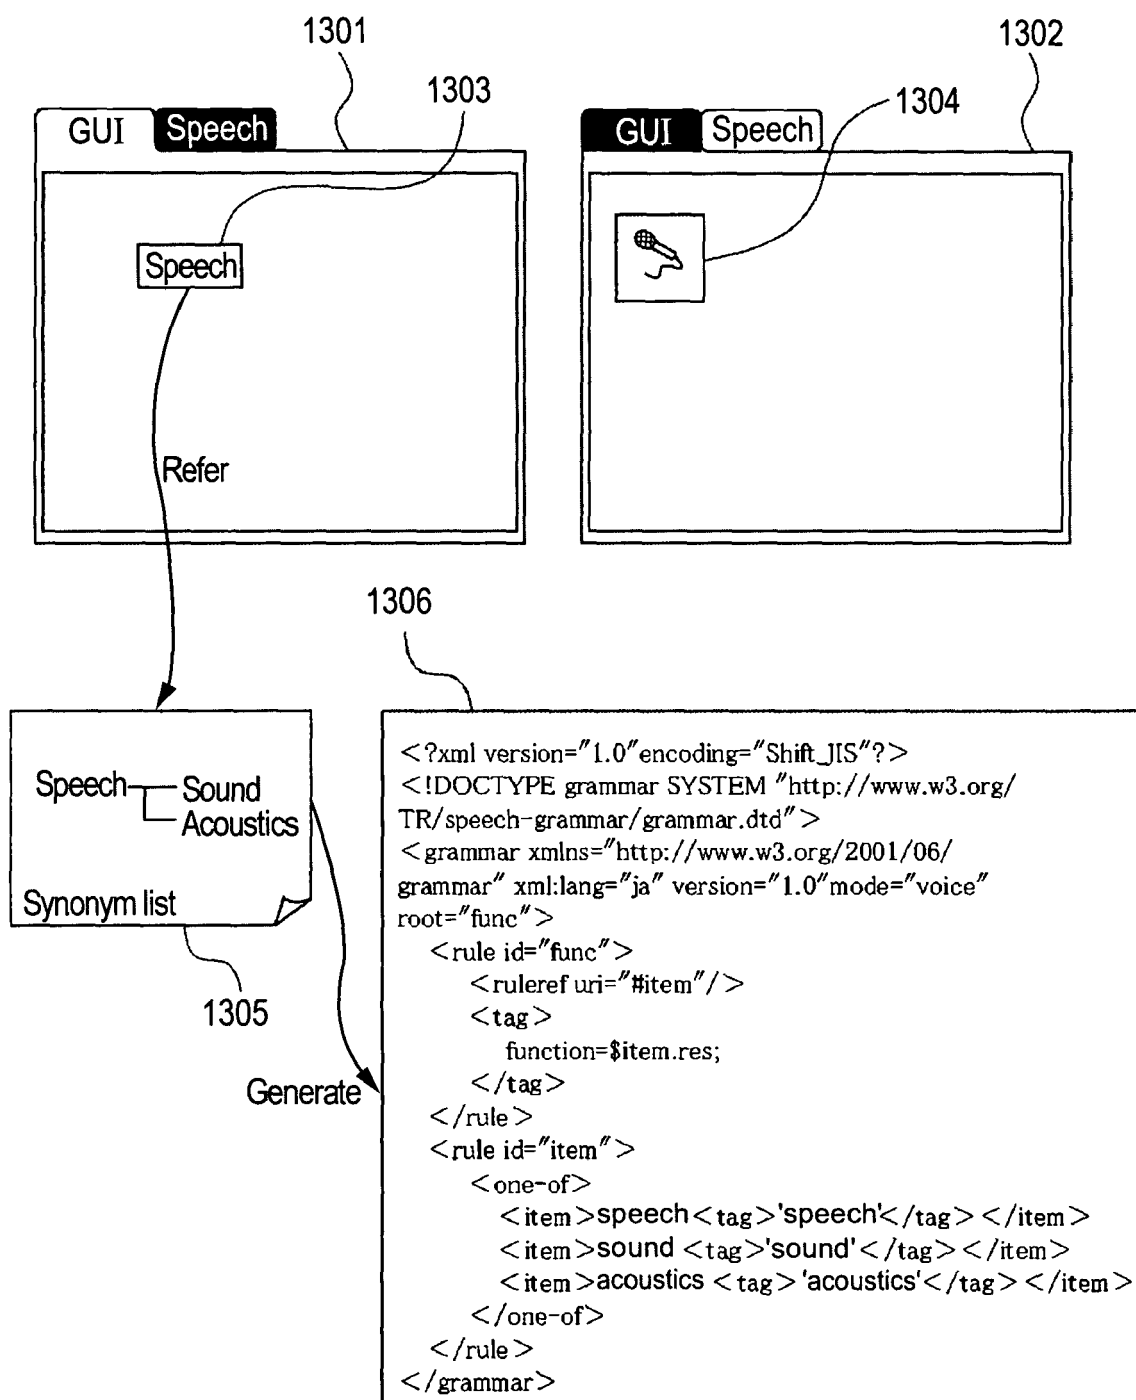 1301
1302
1303
1304
GUI Speech
GUI Speech
Speech
Refer
1306
Speech Sound
Acoustics
Synonym list
1305
Generate
<?xml version="1.0"encoding="Shift_JIS"?>
<!DOCTYPE grammar SYSTEM "http://www.w3.org/
TR/speech-grammar/grammar.dtd">
<grammar xmlns="http://www.w3.org/2001/06/
grammar" xml:lang="ja" version="1.0"mode="voice"
root="func">
<rule id="func">
<ruleref uri="#item"/>
<tag>
function=$item.res;
</tag>
</rule>
<rule id="item">
<one-of>
<item>speech<tag>'speech'</tag></item>
<item>sound <tag>'sound'</tag></item>
<item>acoustics <tag>'acoustics'</tag></item>
</one-of>
</rule>
</grammar>